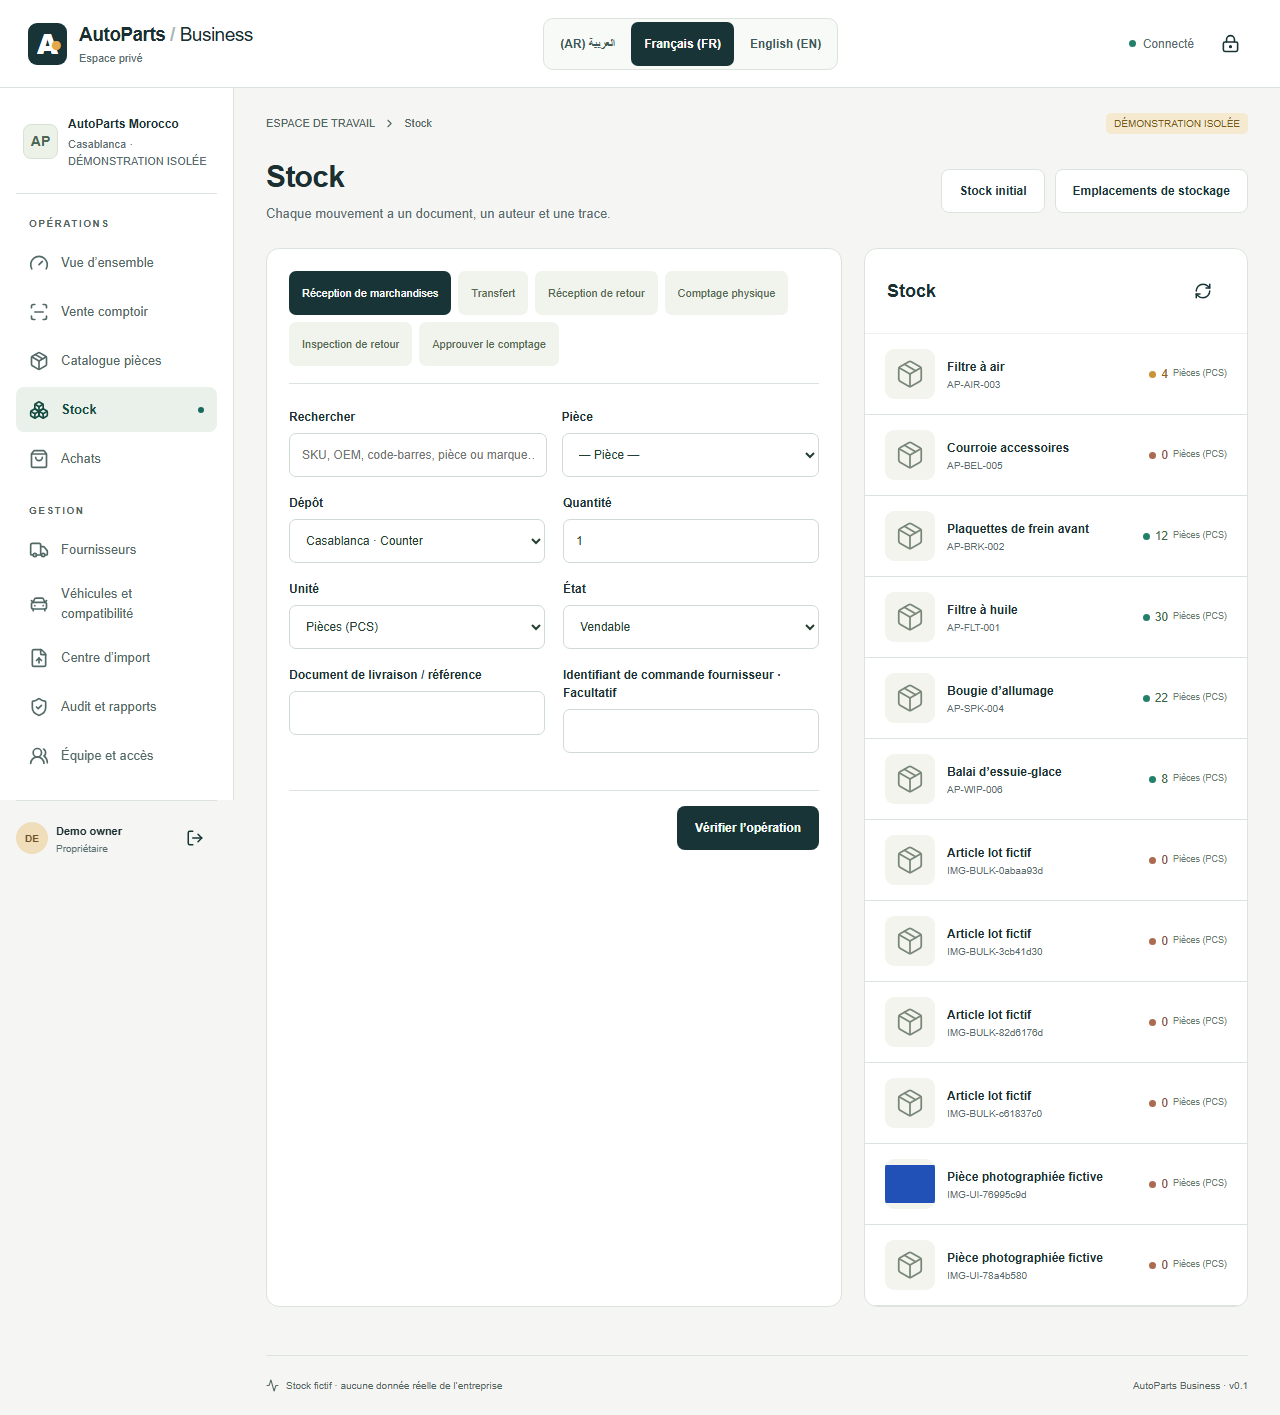 AutoParts / Business
Espace privé
العربية (AR)
Français (FR)
English (EN)
Connecté
AP
AutoParts Morocco
Casablanca ·
DÉMONSTRATION ISOLÉE
OPÉRATIONS
Vue d’ensemble
Vente comptoir
Catalogue pièces
Stock
Achats
GESTION
Fournisseurs
Véhicules et
compatibilité
Centre d’import
Audit et rapports
Équipe et accès
DE
Demo owner
Propriétaire
ESPACE DE TRAVAIL > Stock
DÉMONSTRATION ISOLÉE
Stock
Chaque mouvement a un document, un auteur et une trace.
Stock initial
Emplacements de stockage
Réception de marchandises
Transfert
Réception de retour
Comptage physique
Inspection de retour
Approuver le comptage
Rechercher
SKU, OEM, code-barres, pièce ou marque..
Pièce
— Pièce —
Dépôt
Casablanca · Counter
Quantité
1
Unité
Pièces (PCS)
État
Vendable
Document de livraison / référence
Identifiant de commande fournisseur ·
Facultatif
Vérifier l’opération
Stock
Filtre à air
AP-AIR-003
4 Pièces (PCS)
Courroie accessoires
AP-BEL-005
0 Pièces (PCS)
Plaquettes de frein avant
AP-BRK-002
12 Pièces (PCS)
Filtre à huile
AP-FLT-001
30 Pièces (PCS)
Bougie d’allumage
AP-SPK-004
22 Pièces (PCS)
Balai d’essuie-glace
AP-WIP-006
8 Pièces (PCS)
Article lot fictif
IMG-BULK-0abaa93d
0 Pièces (PCS)
Article lot fictif
IMG-BULK-3cb41d30
0 Pièces (PCS)
Article lot fictif
IMG-BULK-82d6176d
0 Pièces (PCS)
Article lot fictif
IMG-BULK-c61837c0
0 Pièces (PCS)
Pièce photographiée fictive
IMG-UI-76995c9d
0 Pièces (PCS)
Pièce photographiée fictive
IMG-UI-78a4b580
0 Pièces (PCS)
Stock fictif · aucune donnée réelle de l’entreprise
AutoParts Business · v0.1